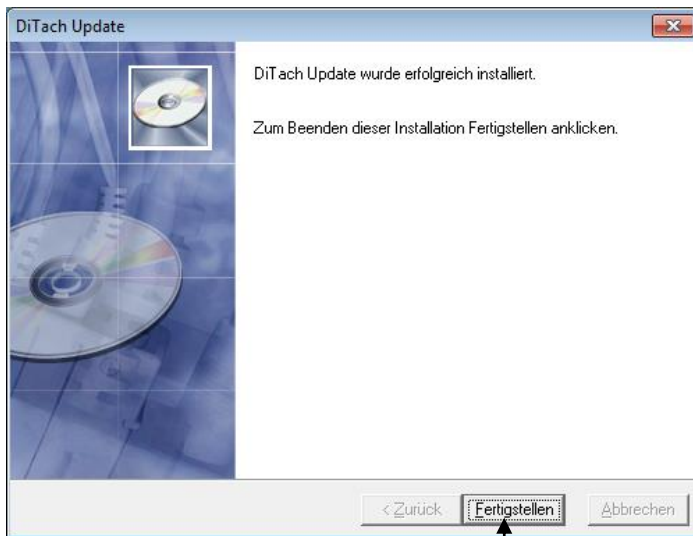 DiTach Update
DiTach Update wurde erfolgreich installiert.
Zum Beenden dieser Installation Fertigstellen anklicken.
< Zurück Fertigstellen Abbrechen